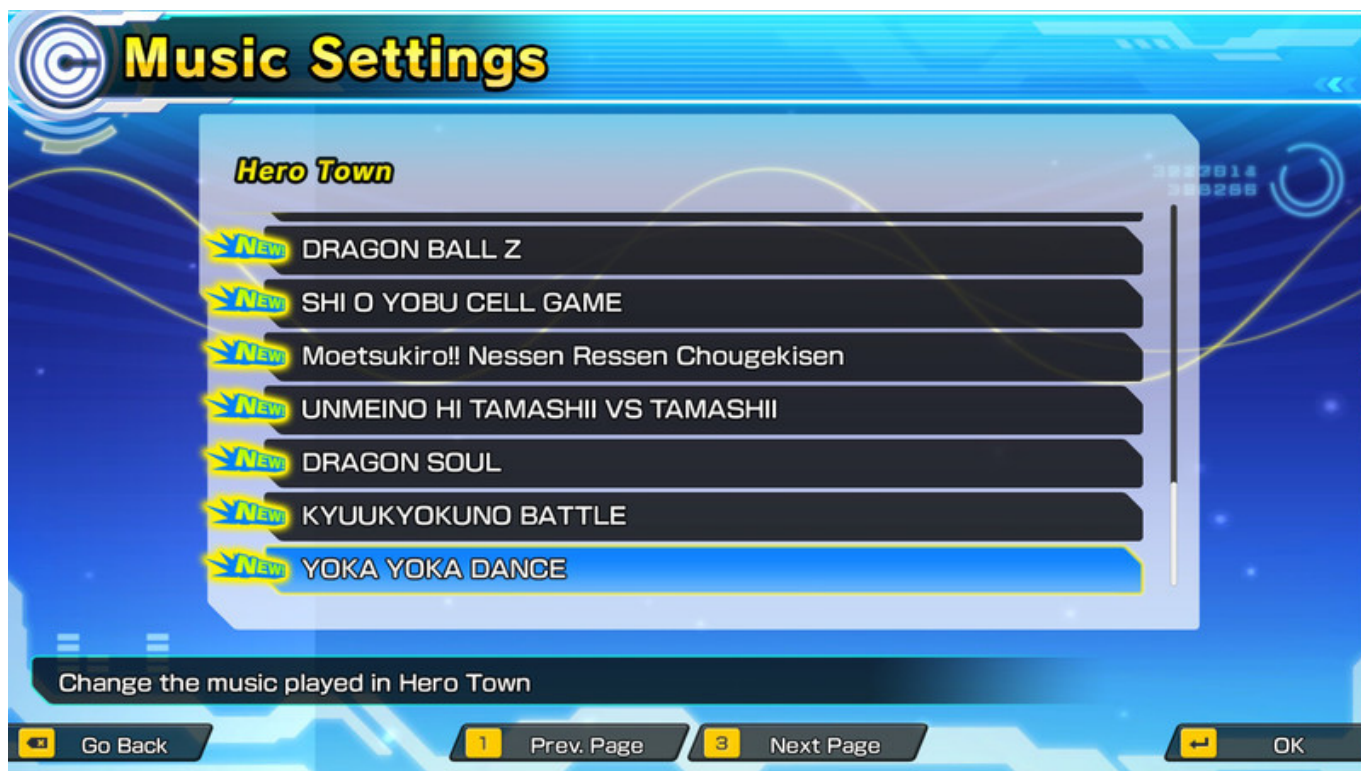 Music Settings
Hero Town
3827814
386286
NEW! DRAGON BALL Z
NEW! SHI O YOBU CELL GAME
NEW! Moetsukiro!! Nessen Ressen Chougekisen
NEW! UNMEINO HI TAMASHII VS TAMASHII
NEW! DRAGON SOUL
NEW! KYUUKYOKUNO BATTLE
NEW! YOKA YOKA DANCE
Change the music played in Hero Town
Go Back
1 Prev. Page
3 Next Page
OK